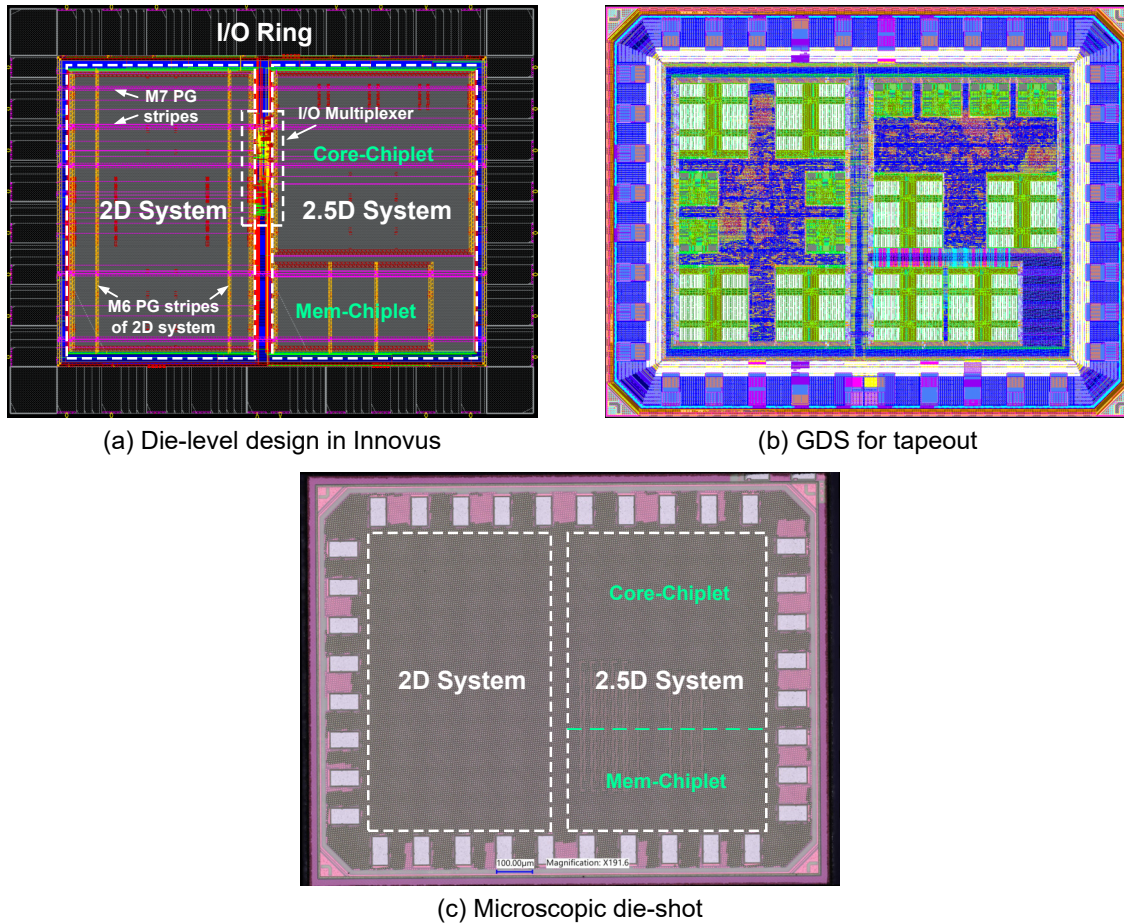 I/O Ring
M7 PG
stripes
I/O Multiplexer
Core-Chiplet
2D System
2.5D System
M6 PG stripes
of 2D system
Mem-Chiplet
(a) Die-level design in Innovus
(b) GDS for tapeout
Core-Chiplet
2D System
2.5D System
Mem-Chiplet
100.00μm
Magnification: X191.6
(c) Microscopic die-shot